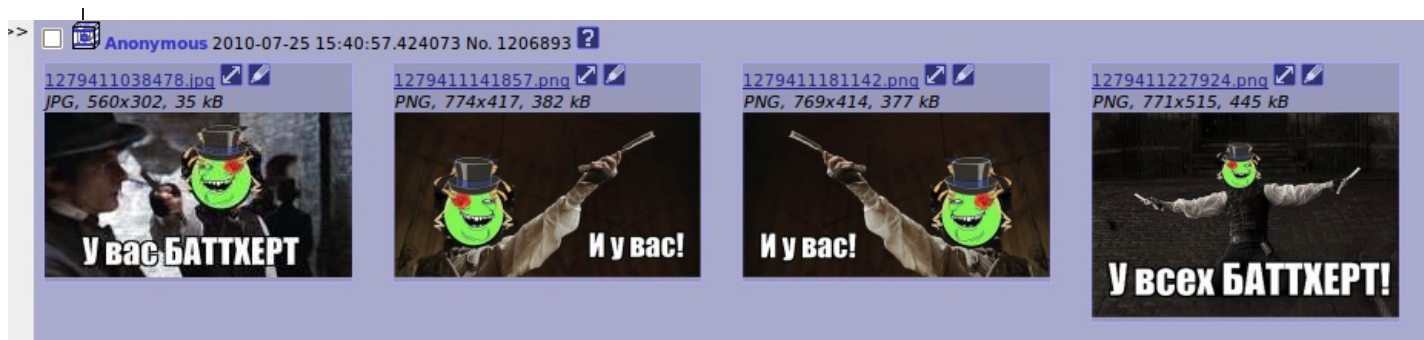 >>
Anonymous 2010-07-25 15:40:57.424073 No. 1206893 ?
1279411038478.jpg
JPG, 560x302, 35 kB
У вас БАТТХЕРТ
1279411141857.png
PNG, 774x417, 382 kB
И у вас!
1279411181142.png
PNG, 769x414, 377 kB
И у вас!
1279411227924.png
PNG, 771x515, 445 kB
У всех БАТТХЕРТ!